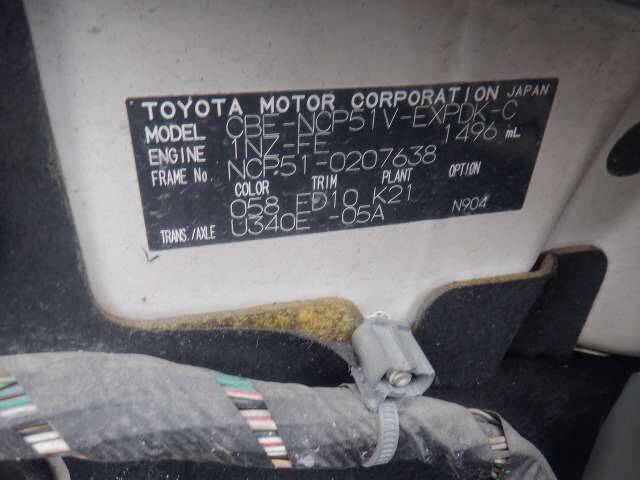 TOYOTA MOTOR CORPORATION JAPAN
MODEL CBE-NCP51V-EXPDK-C
ENGINE 1NZ-FE 1496 mL
FRAME No NCP51-0207638
COLOR TRIM PLANT OPTION
058 FD10 K21
TRANS./AXLE U340E -05A N904